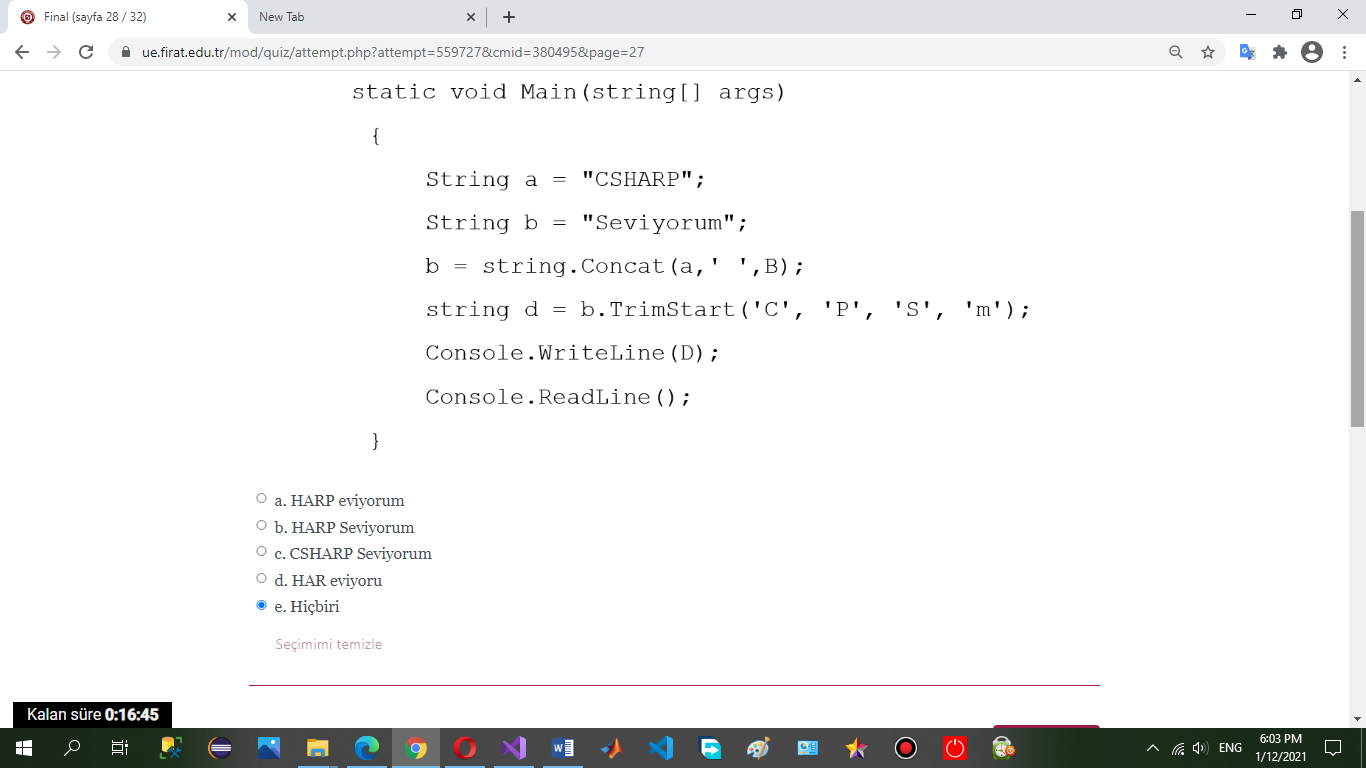 Final (sayfa 28 / 32)
New Tab
ue.firat.edu.tr/mod/quiz/attempt.php?attempt=559727&cmid=380495&page=27
static void Main(string[] args)
{
String a = "CSHARP";
String b = "Seviyorum";
b = string.Concat(a,' ',B);
string d = b.TrimStart('C', 'P', 'S', 'm');
Console.WriteLine(D);
Console.ReadLine();
}
a. HARP eviyorum
b. HARP Seviyorum
c. CSHARP Seviyorum
d. HAR eviyoru
e. Hiçbiri
Seçimimi temizle
Kalan süre 0:16:45
ENG
6:03 PM
1/12/2021